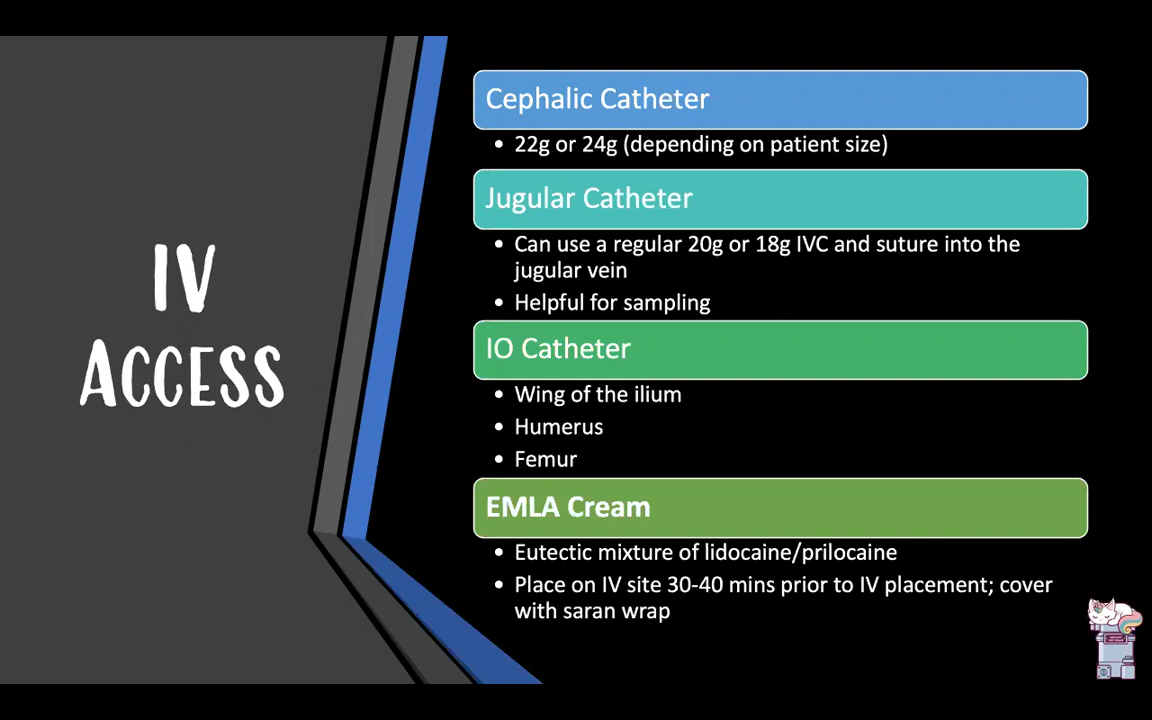 IV
ACCESS
Cephalic Catheter
• 22g or 24g (depending on patient size)
Jugular Catheter
• Can use a regular 20g or 18g IVC and suture into the
jugular vein
• Helpful for sampling
IO Catheter
• Wing of the ilium
• Humerus
• Femur
EMLA Cream
• Eutectic mixture of lidocaine/prilocaine
• Place on IV site 30-40 mins prior to IV placement; cover
with saran wrap